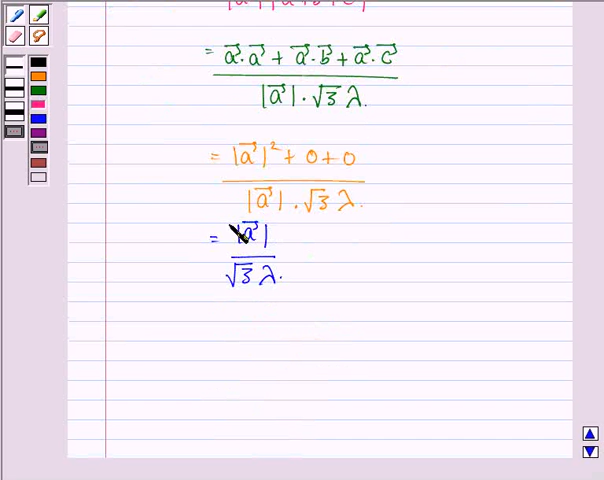 = a⃗·a⃗ + a⃗·b⃗ + a⃗·c⃗
|a⃗|·√3 λ.
= |a⃗|² + 0 + 0
|a⃗|·√3 λ.
= |a⃗|
√3 λ.